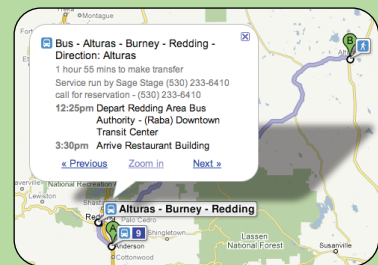 Montague
Bus - Alturas - Burney - Redding -
Direction: Alturas
1 hour 55 mins to make transfer
Service run by Sage Stage (530) 233-6410
call for reservation - (530) 233-6410
12:25pm Depart Redding Area Bus
Authority - (Raba) Downtown
Transit Center
3:30pm Arrive Restaurant Building
« Previous Zoom in Next »
B
National Recreation
Lewiston
Alturas - Burney - Redding
Shasta
Palo Cedro
A
9
Shingletown
Anderson
Cottonwood
Lassen
National Forest
Susanville